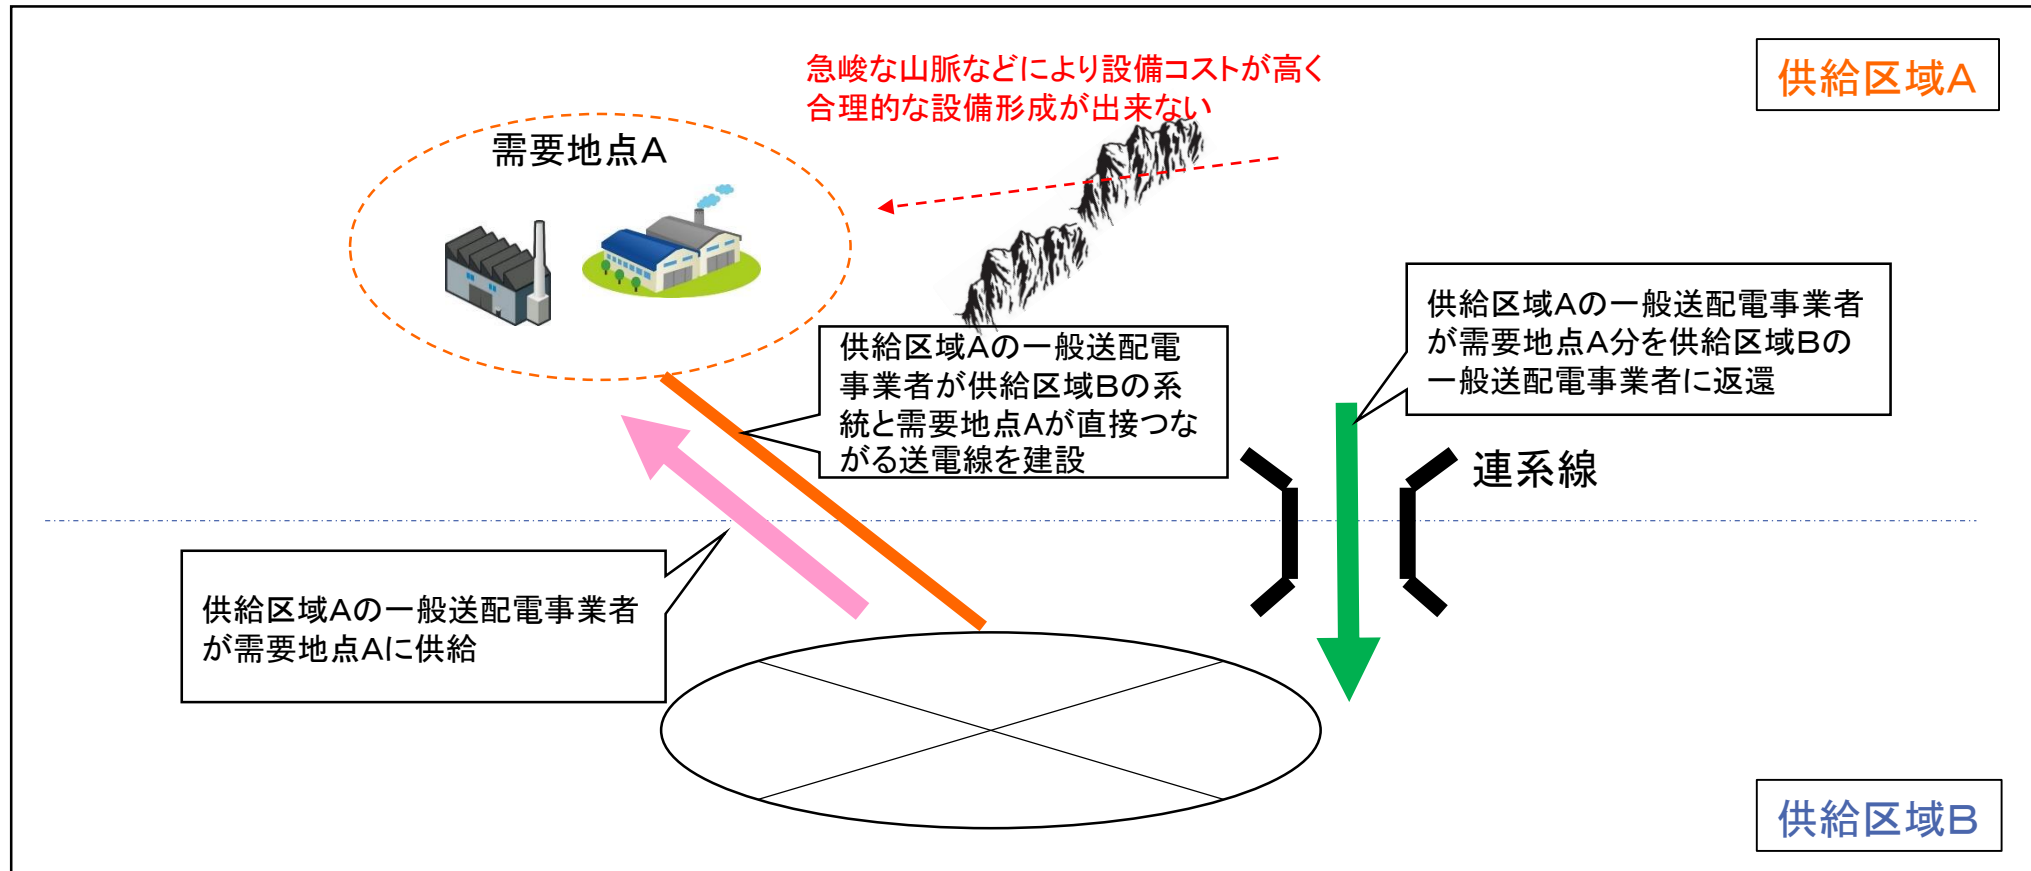 急峻な山脈などにより設備コストが高く
合理的な設備形成が出来ない
供給区域A
需要地点A
供給区域Aの一般送配電事業者
が需要地点A分を供給区域Bの
一般送配電事業者に返還
供給区域Aの一般送配電
事業者が供給区域Bの系
統と需要地点Aが直接つな
がる送電線を建設
連系線
供給区域Aの一般送配電事業者
が需要地点Aに供給
供給区域B